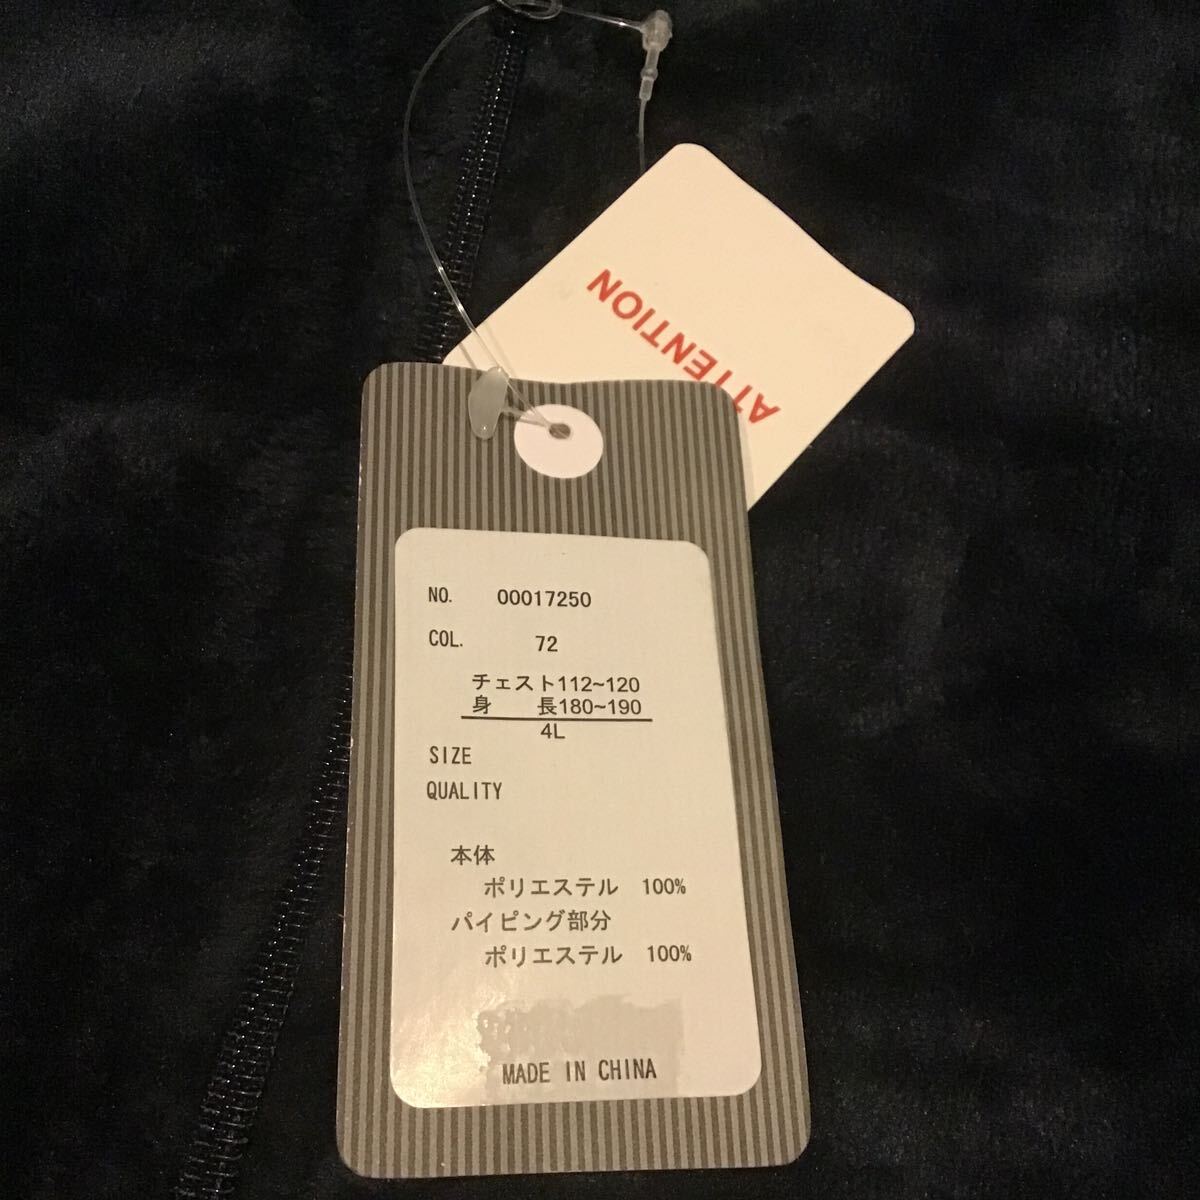 ATTENTION
NO. 00017250
COL. 72
チェスト112~120
身 長180~190
4L
SIZE
QUALITY
本体
ポリエステル 100%
パイピング部分
ポリエステル 100%
MADE IN CHINA